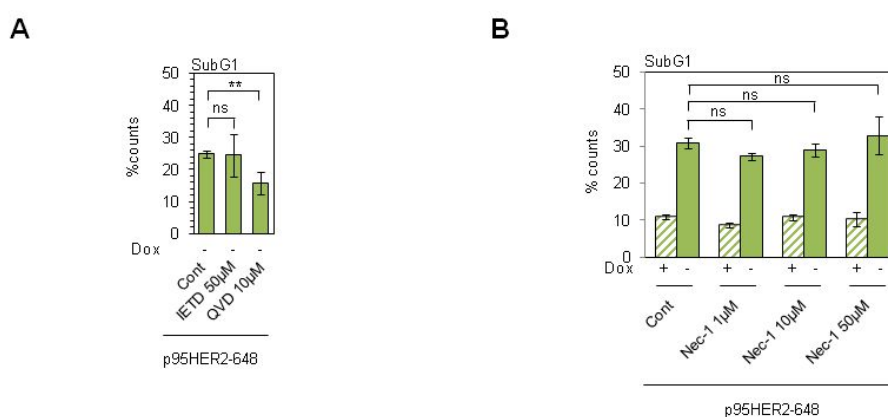 A
SubG1
50
**
40
ns
30
20
10
0
%counts
Dox - - -
Cont
IETD 50µM
QVD 10µM
p95HER2-648
B
SubG1
50
ns
40
ns
ns
30
20
10
0
% counts
Dox + - + - + - + -
Cont
Nec-1 1µM
Nec-1 10µM
Nec-1 50µM
p95HER2-648